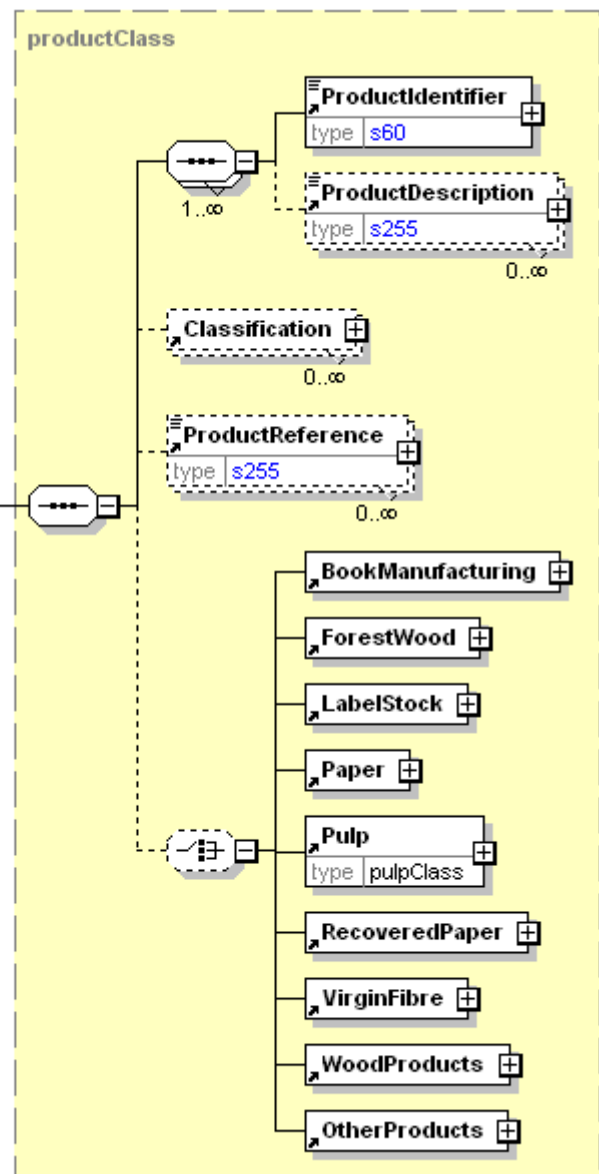 productClass
ProductIdentifier
type s60
1..∞
ProductDescription
type s255
0..∞
Classification
0..∞
ProductReference
type s255
0..∞
BookManufacturing
ForestWood
LabelStock
Paper
Pulp
type pulpClass
RecoveredPaper
VirginFibre
WoodProducts
OtherProducts